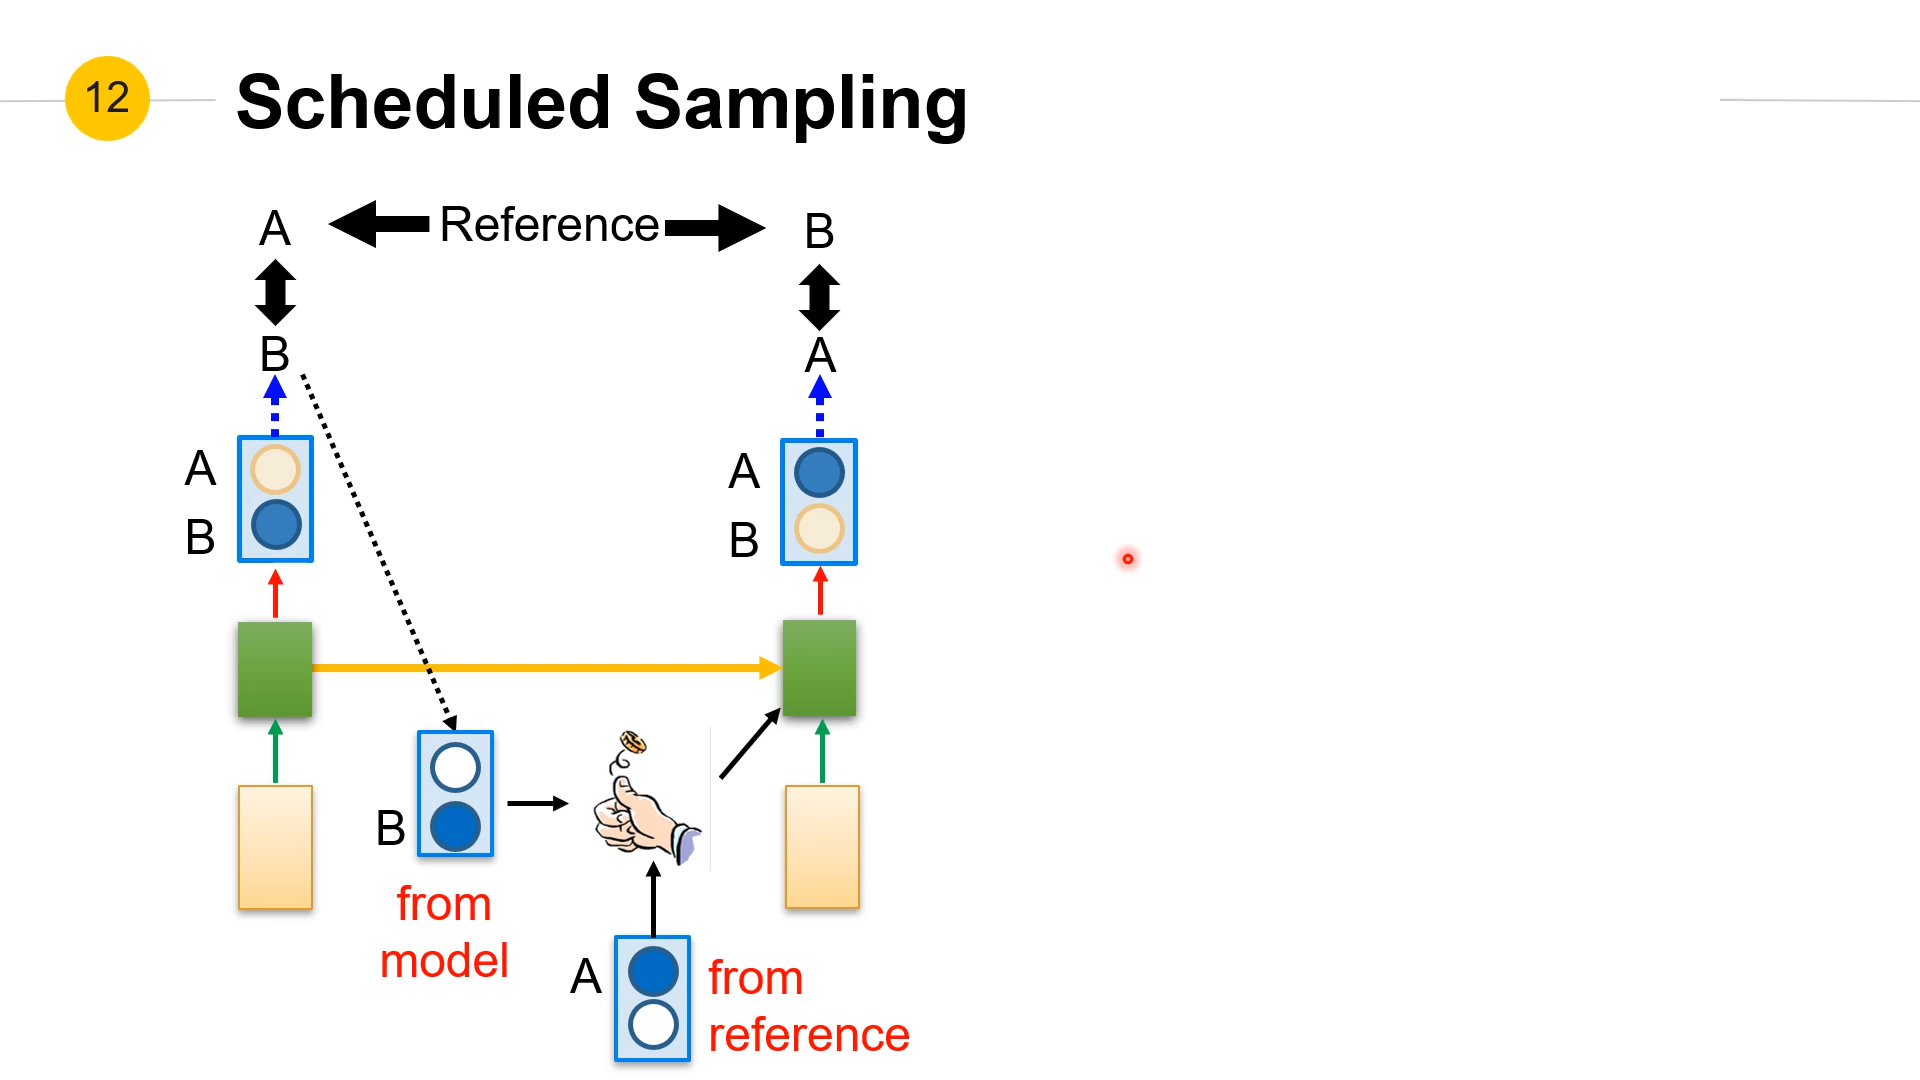 12
Scheduled Sampling
A Reference B
B A
A A
B B
B
from
model
A
from
reference